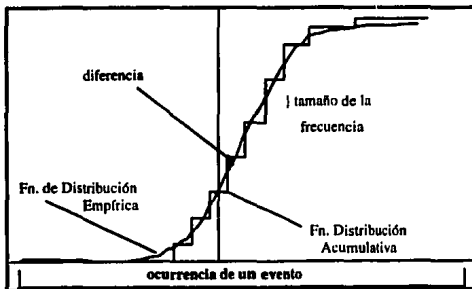 diferencia
} tamaño de la
frecuencia
Fn. de Distribución
Empírica
Fn. Distribución
Acumulativa
ocurrencia de un evento